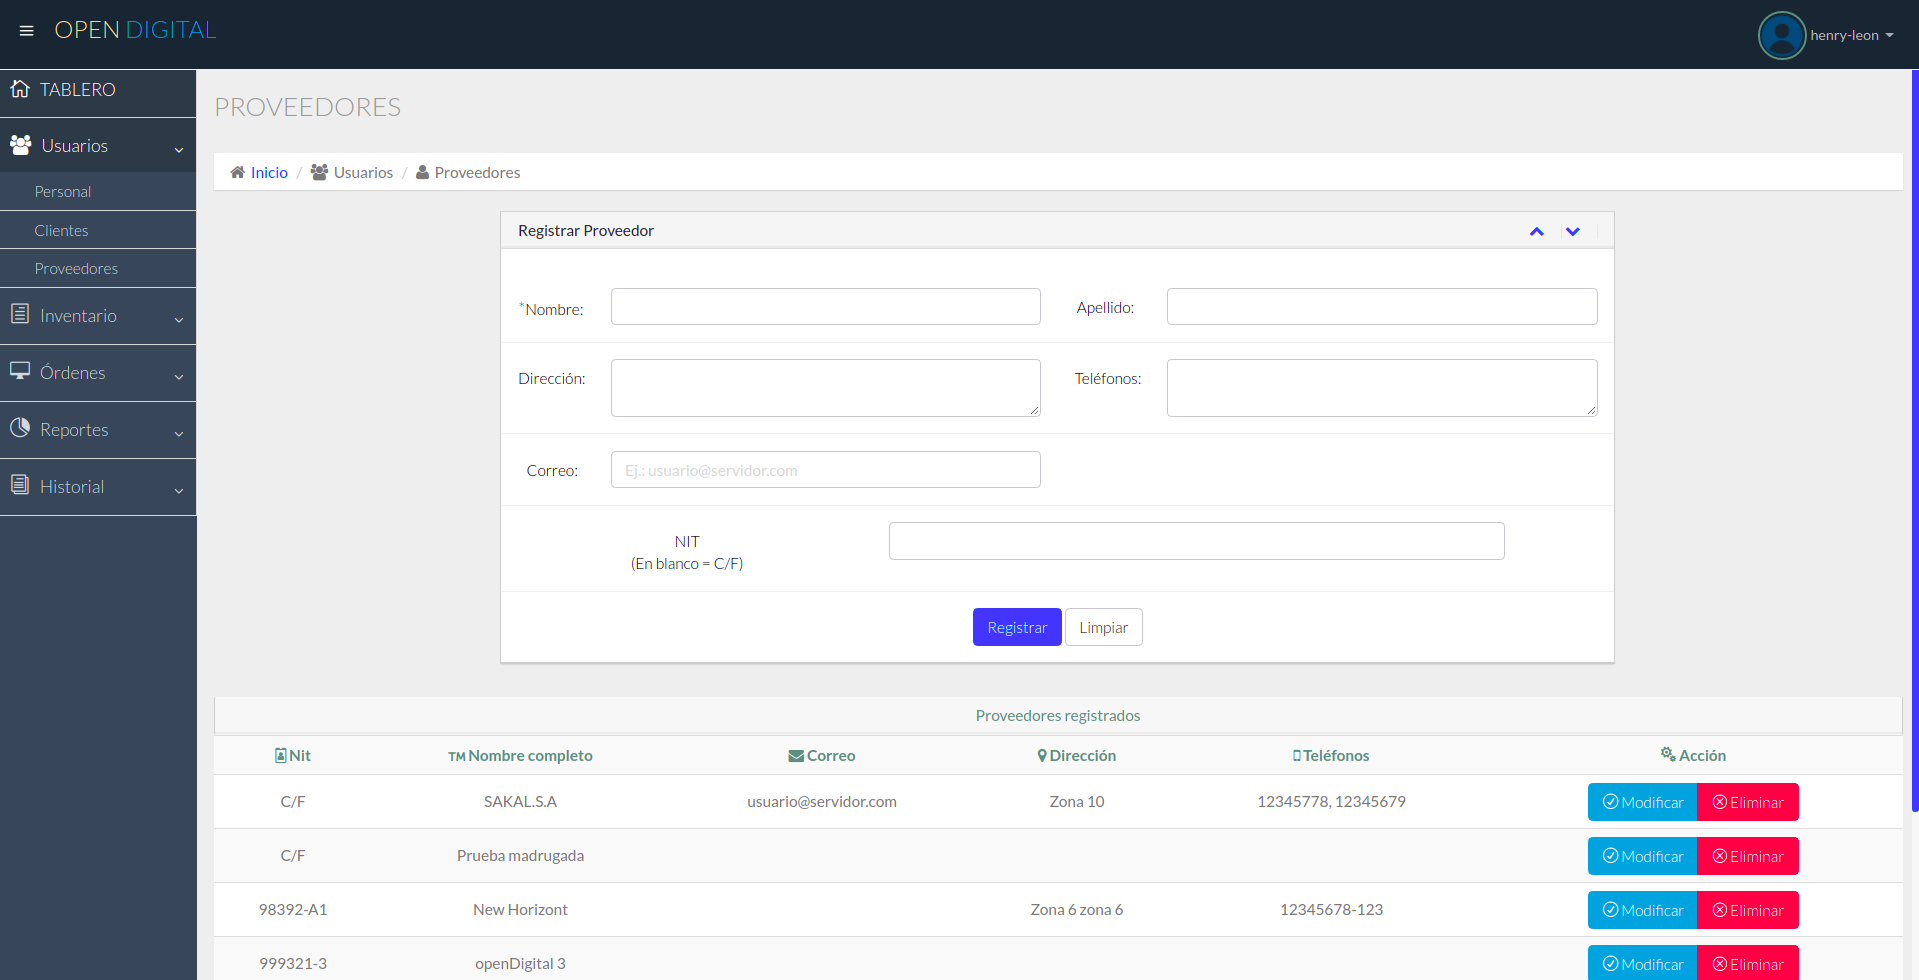 OPEN DIGITAL
henry-leon
TABLERO
Usuarios
Personal
Clientes
Proveedores
Inventario
Órdenes
Reportes
Historial
PROVEEDORES
Inicio / Usuarios / Proveedores
Registrar Proveedor
*Nombre:
Apellido:
Dirección:
Teléfonos:
Correo: Ej.: usuario@servidor.com
NIT
(En blanco = C/F)
Registrar Limpiar
Proveedores registrados
Nit TM Nombre completo Correo Dirección Teléfonos Acción
C/F SAKAL.S.A usuario@servidor.com Zona 10 12345778, 12345679 Modificar Eliminar
C/F Prueba madrugada Modificar Eliminar
98392-A1 New Horizont Zona 6 zona 6 12345678-123 Modificar Eliminar
999321-3 openDigital 3 Modificar Eliminar